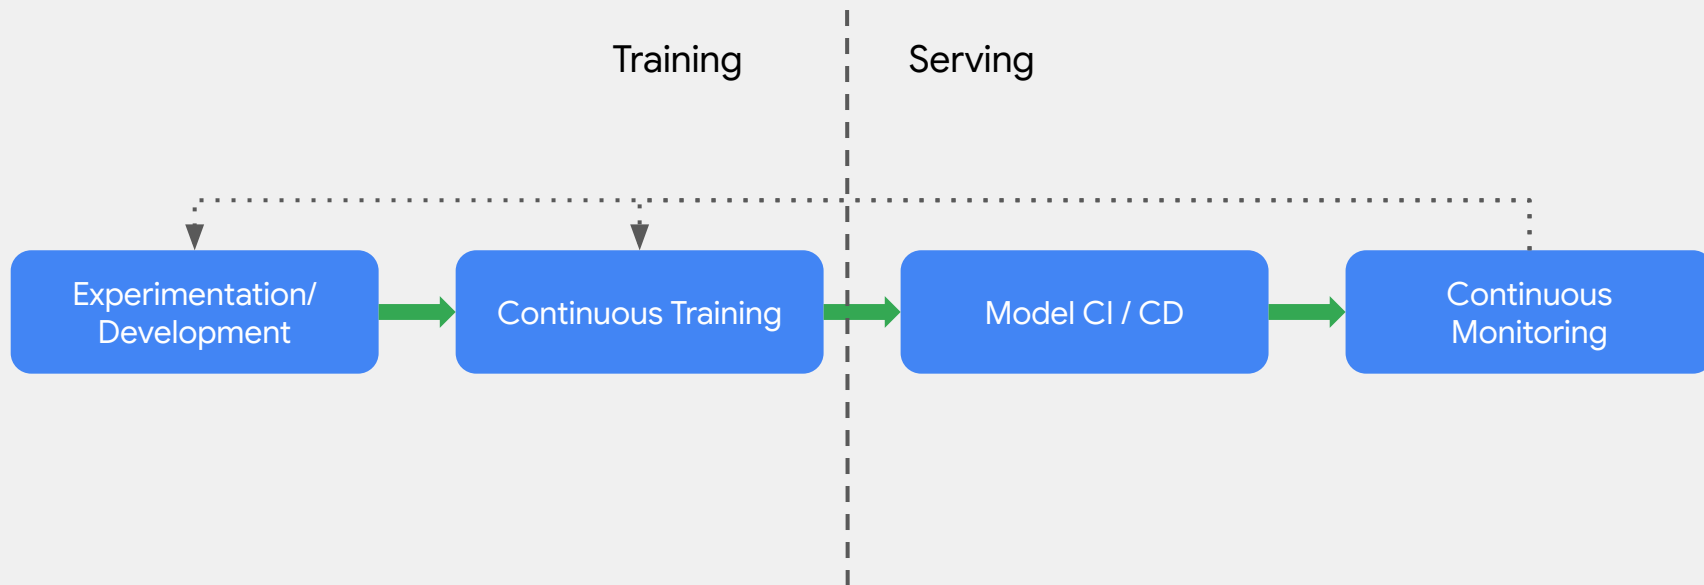 Training
Serving
Experimentation/
Development
Continuous Training
Model CI / CD
Continuous
Monitoring